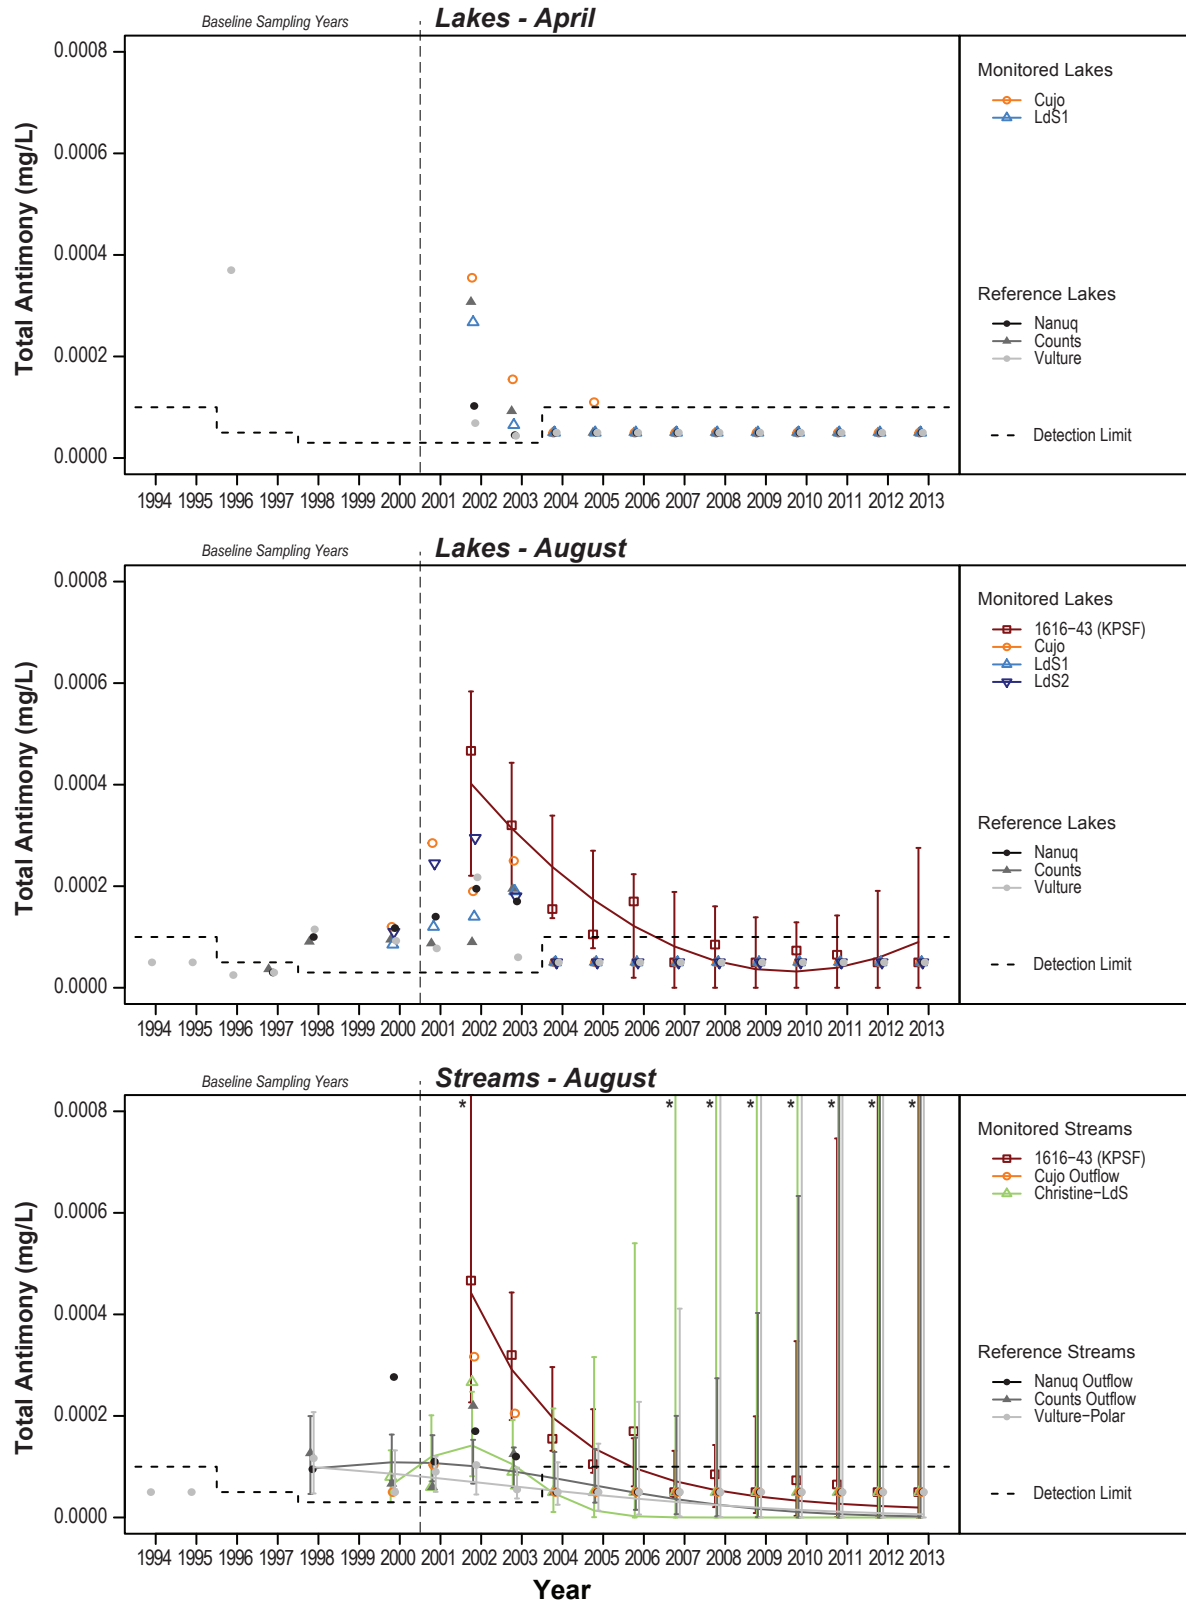 Baseline Sampling Years
Lakes - April
Total Antimony (mg/L)
0.0008
0.0006
0.0004
0.0002
0.0000
1994 1995 1996 1997 1998 1999 2000 2001 2002 2003 2004 2005 2006 2007 2008 2009 2010 2011 2012 2013
Monitored Lakes
Cujo
LdS1
Reference Lakes
Nanuq
Counts
Vulture
Detection Limit
Baseline Sampling Years
Lakes - August
Total Antimony (mg/L)
0.0008
0.0006
0.0004
0.0002
0.0000
1994 1995 1996 1997 1998 1999 2000 2001 2002 2003 2004 2005 2006 2007 2008 2009 2010 2011 2012 2013
Monitored Lakes
1616−43 (KPSF)
Cujo
LdS1
LdS2
Reference Lakes
Nanuq
Counts
Vulture
Detection Limit
Baseline Sampling Years
Streams - August
Total Antimony (mg/L)
0.0008
0.0006
0.0004
0.0002
0.0000
* * * * * * * *
1994 1995 1996 1997 1998 1999 2000 2001 2002 2003 2004 2005 2006 2007 2008 2009 2010 2011 2012 2013
Year
Monitored Streams
1616−43 (KPSF)
Cujo Outflow
Christine−LdS
Reference Streams
Nanuq Outflow
Counts Outflow
Vulture−Polar
Detection Limit